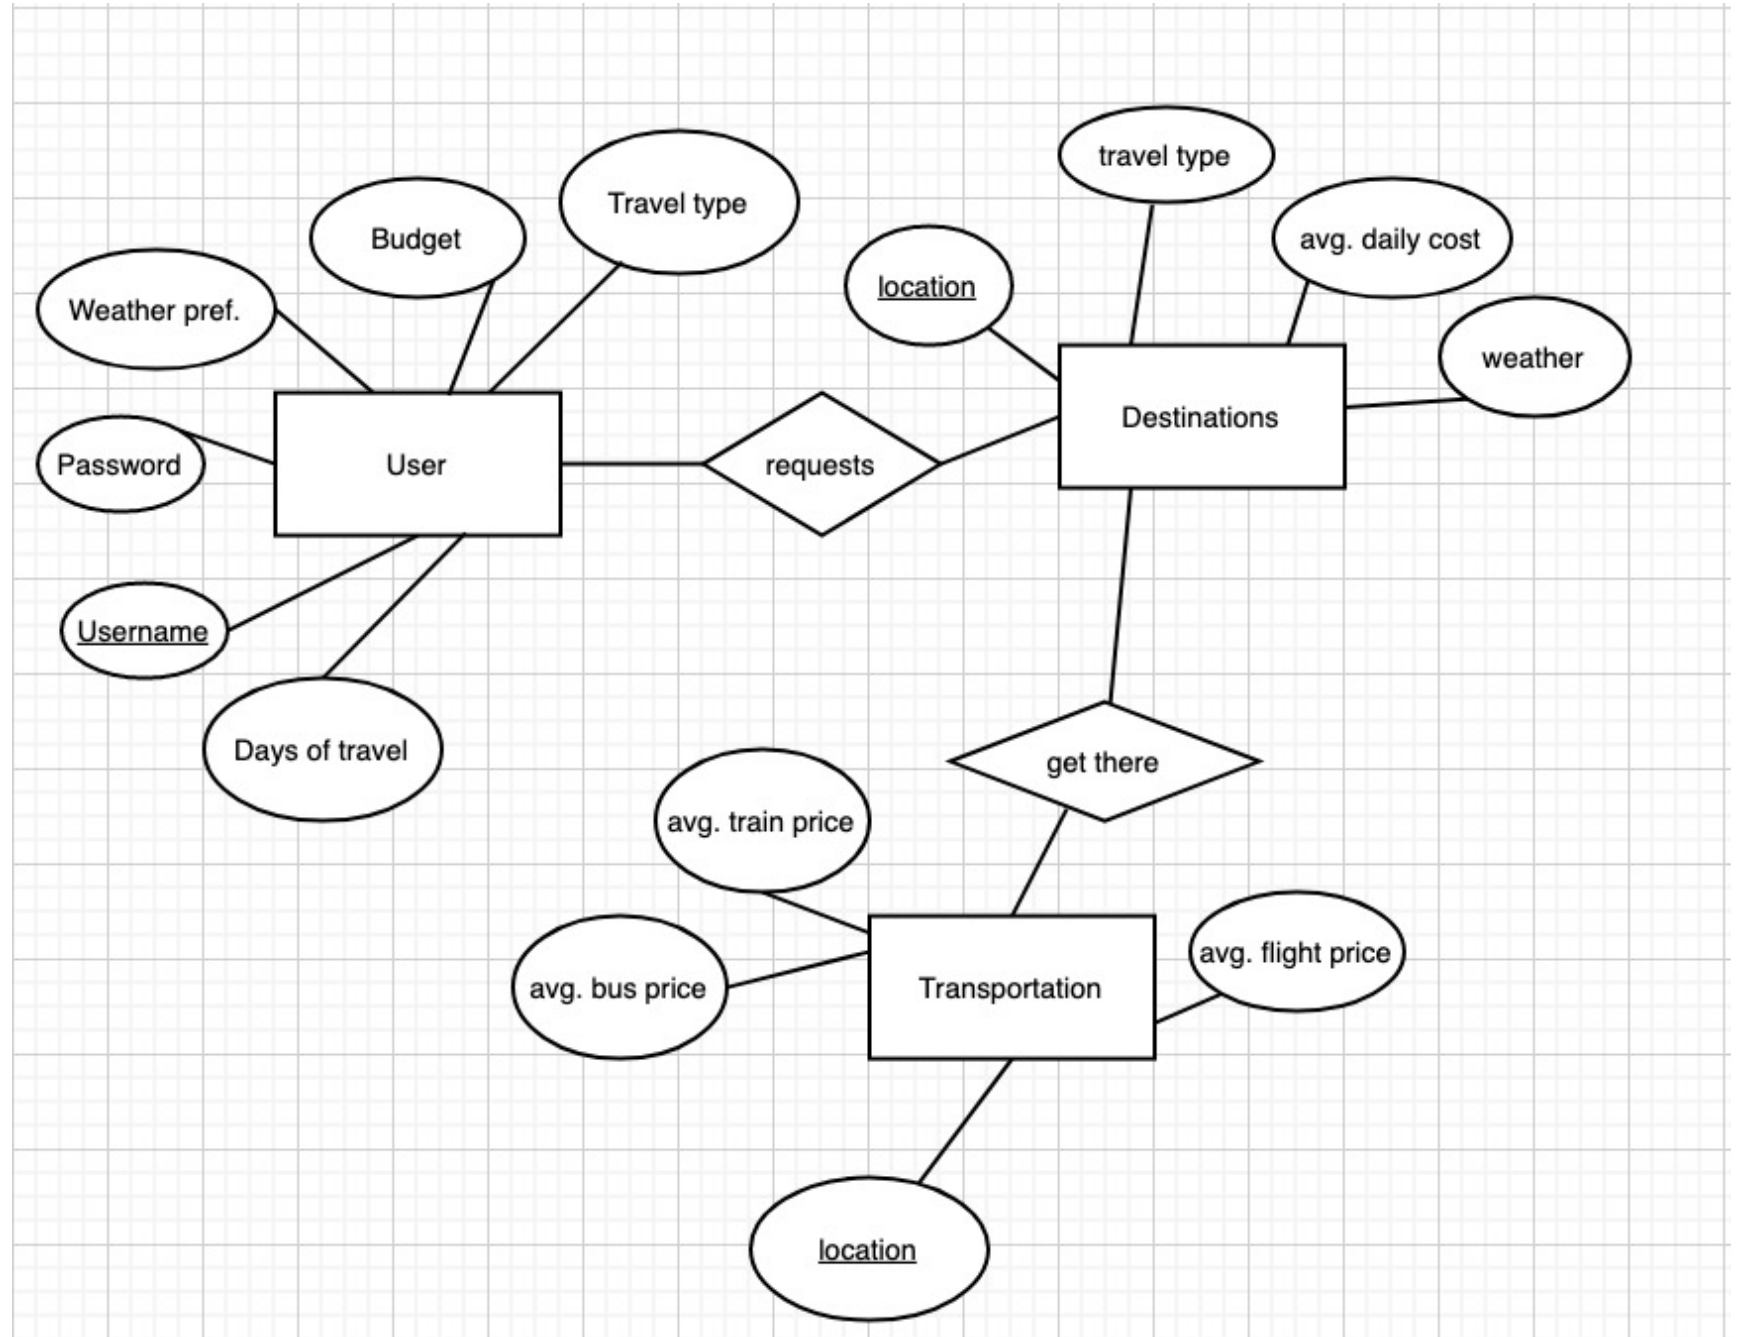 travel type
Travel type
Budget
avg. daily cost
location
Weather pref.
weather
Destinations
Password
User
requests
Username
Days of travel
get there
avg. train price
avg. flight price
avg. bus price
Transportation
location